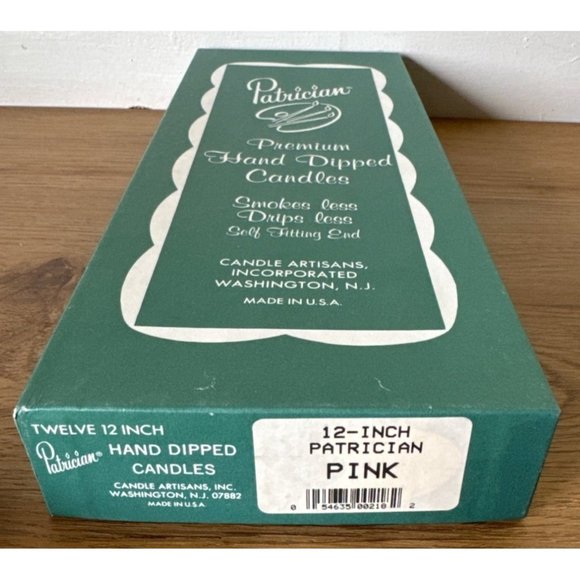 Patrician
Premium
Hand Dipped
Candles
Smokes less
Drips less
Self Fitting End
CANDLE ARTISANS,
INCORPORATED
WASHINGTON, N.J.
MADE IN U.S.A.
TWELVE 12 INCH
Patrician®
HAND DIPPED
CANDLES
CANDLE ARTISANS, INC.
WASHINGTON, N.J. 07882
MADE IN U.S.A.
12-INCH
PATRICIAN
PINK
0 54635 00218 2